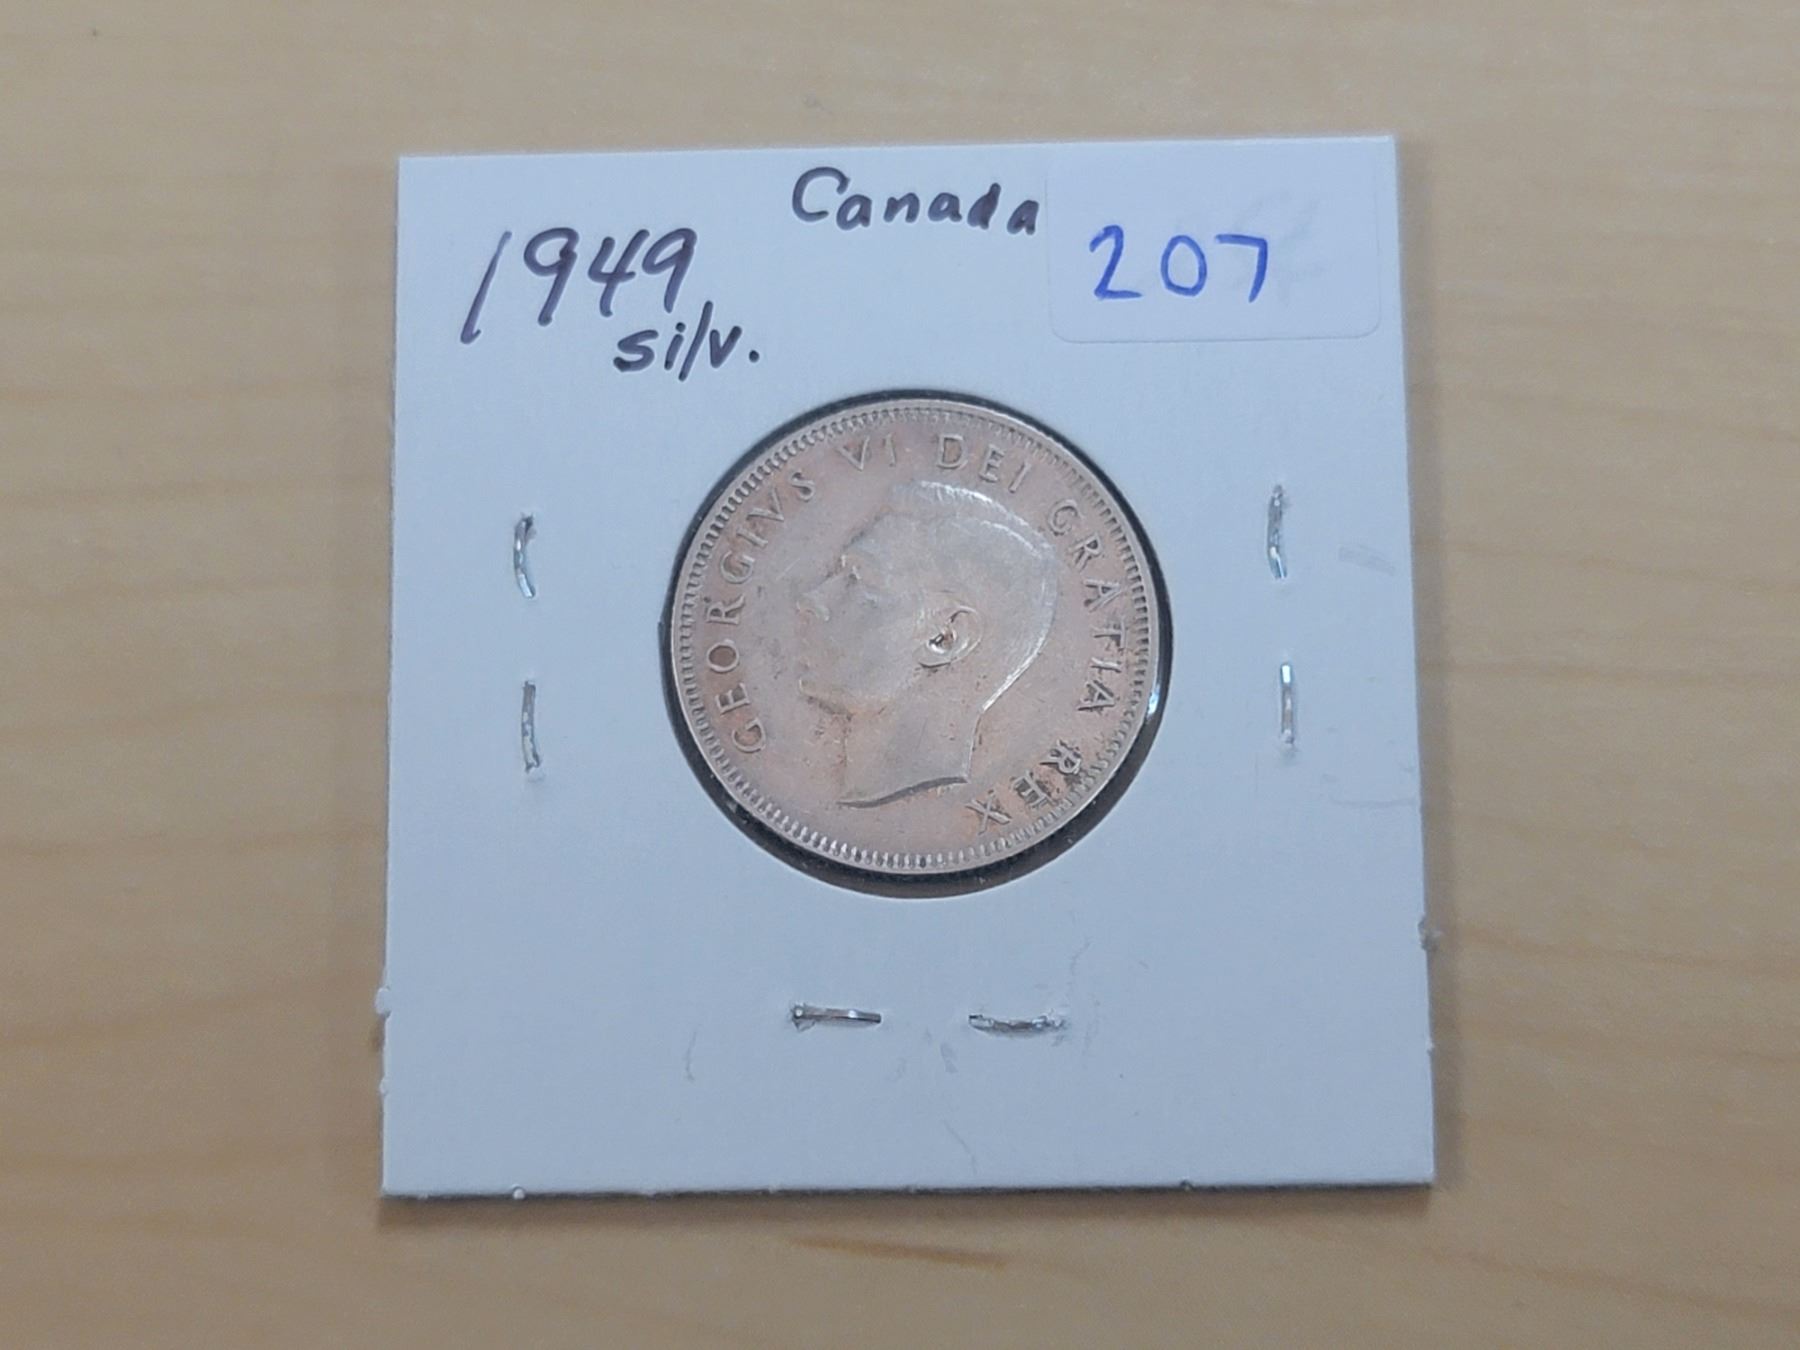 Canada
1949
silv.
207
GEORGIVS VI DEI GRATIA REX